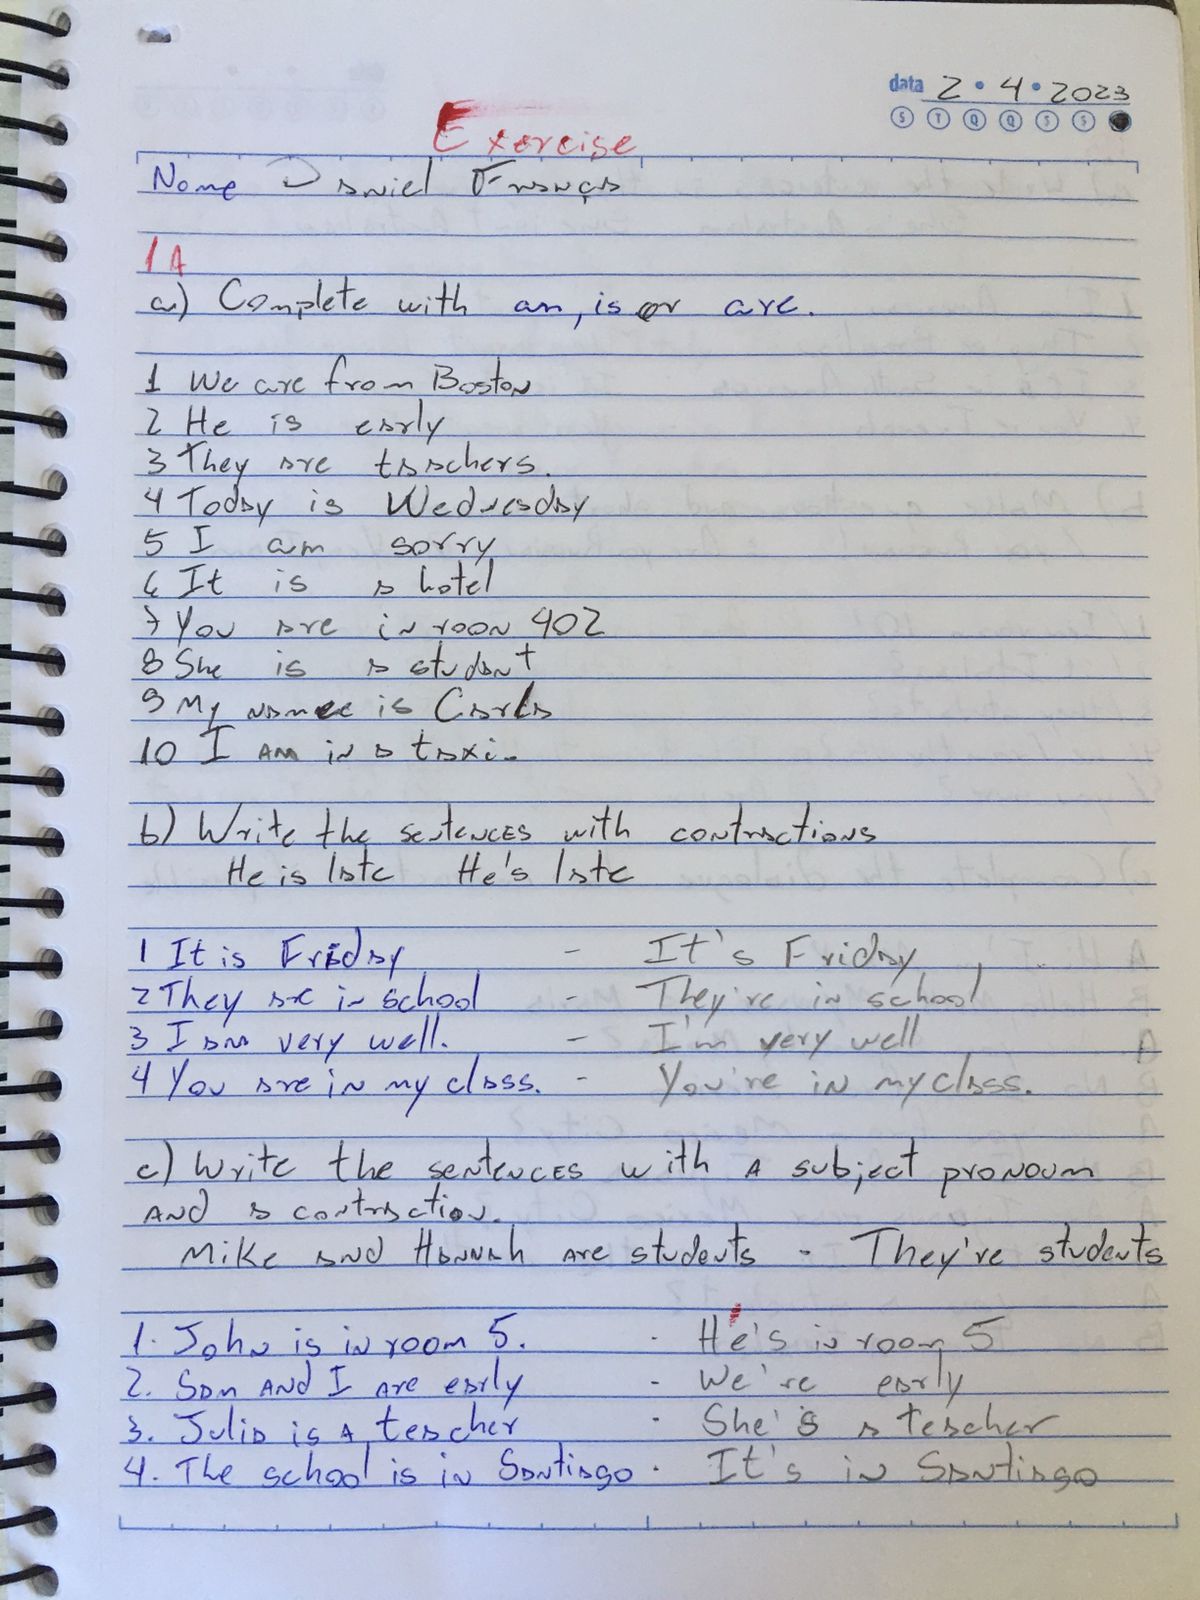 data 2 • 4 • 2023
S T Q Q S S
Exercise
Nome Daniel França
1A
a) Complete with am, is or are.
1 We are from Boston
2 He is early
3 They are teachers.
4 Today is Wednesday
5 I am sorry
6 It is a hotel
7 You are in room 402
8 She is a student
9 My name is Carla
10 I AM in a taxi.
b) Write the sentences with contractions
He is late He's late
1 It is Friday - It's Friday
2 They are in school - They're in school
3 I am very well. - I'm very well
4 You are in my class. - You're in my class.
c) Write the sentences with A subject pronoum
AND a contraction.
Mike and Hannah are students - They're students
1. John is in room 5. - He's in room 5
2. Sam AND I Are early - We're early
3. Julia is A teacher - She's a teacher
4. The school is in Santiago - It's in Santiago